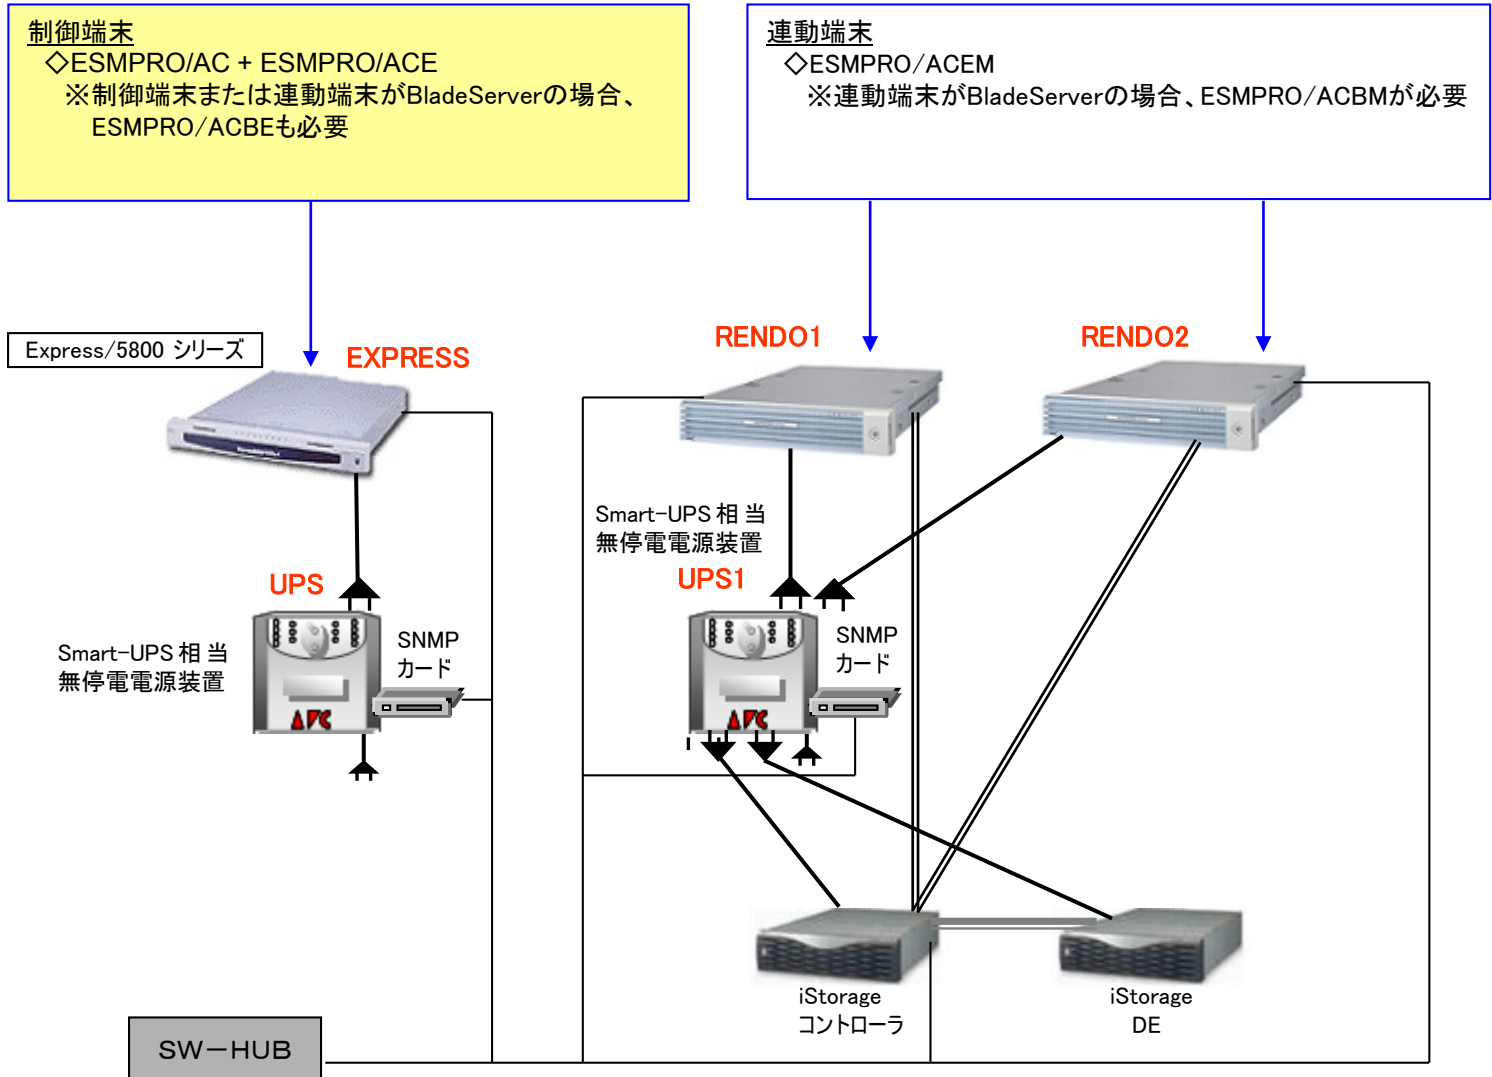 制御端末
◇ESMPRO/AC + ESMPRO/ACE
※制御端末または連動端末がBladeServerの場合、
ESMPRO/ACBEも必要
連動端末
◇ESMPRO/ACEM
※連動端末がBladeServerの場合、ESMPRO/ACBMが必要
Express/5800 シリーズ
EXPRESS
RENDO1
RENDO2
Smart-UPS 相当
無停電電源装置
UPS
UPS1
Smart-UPS 相当
無停電電源装置
SNMP
カード
SNMP
カード
APC
APC
iStorage
コントローラ
iStorage
DE
SW－HUB